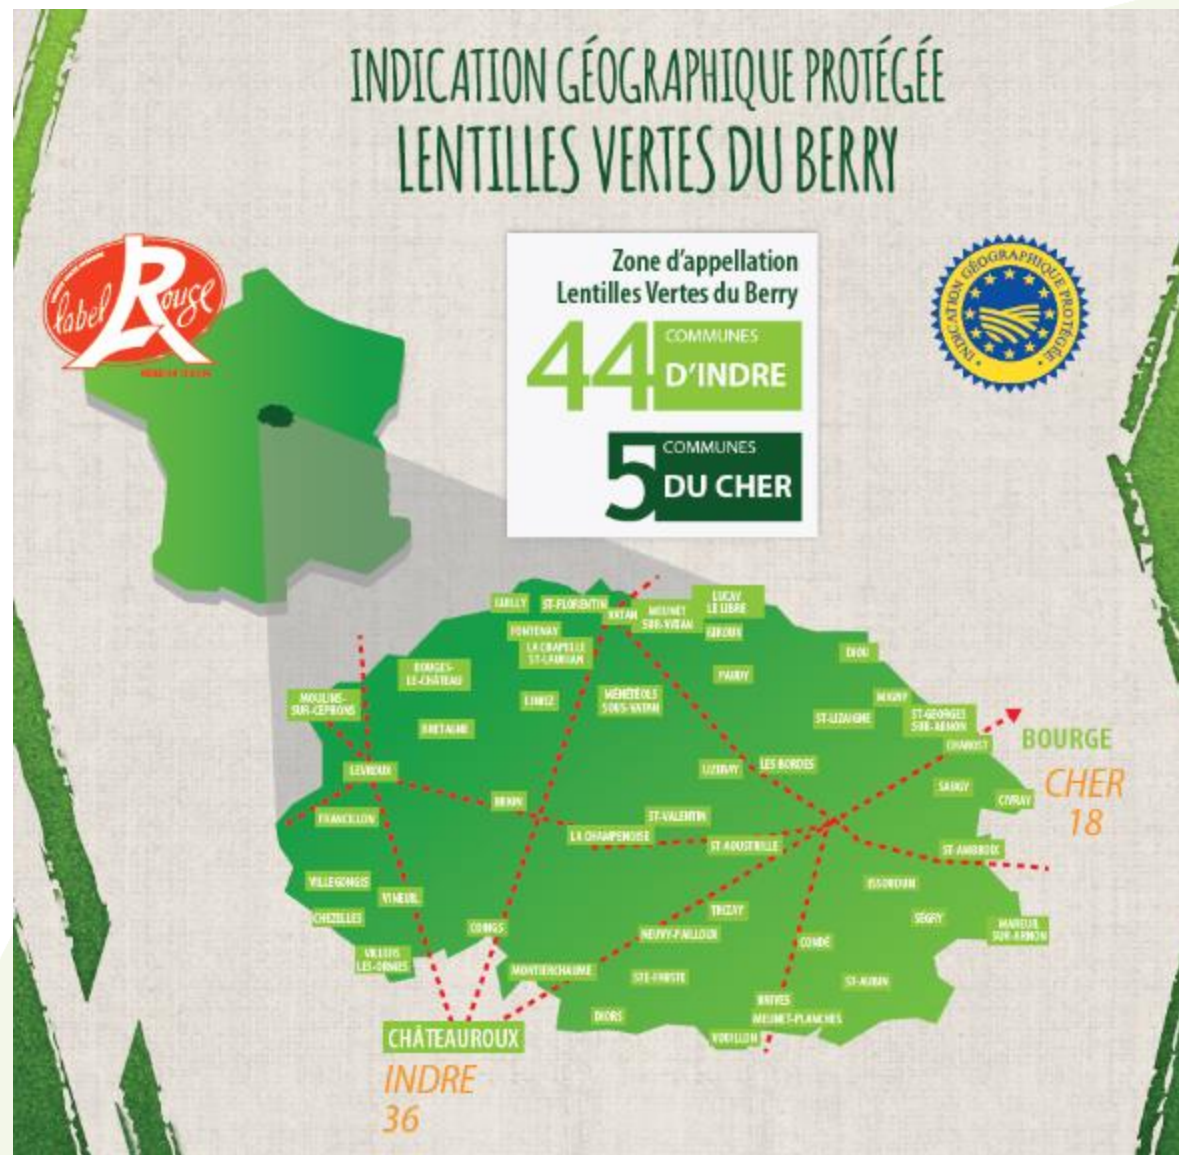 INDICATION GÉOGRAPHIQUE PROTÉGÉE
LENTILLES VERTES DU BERRY
label Rouge
Zone d'appellation
Lentilles Vertes du Berry
44 COMMUNES
D'INDRE
5 COMMUNES
DU CHER
• INDICATION GÉOGRAPHIQUE PROTÉGÉE •
ST-FLORENTIN
VATAN
MEUNET
SUR-VATAN
LUCAY
LE LIBRE
GIROUX
FONTENAY
LA CHAPELLE
ST-LAURIAN
DIOU
BOUGES-
LE-CHÂTEAU
PAUDY
MOULINS-
SUR-CÉPHONS
LINIEZ
MÉNÉTRÉOLS
SOUS-VATAN
MIGNY
ST-LIZAIGNE
ST-GEORGES
SUR-ARNON
BRETAGNE
CHAROST
BOURGE
LEVROUX
LIZERAY
LES BORDES
CHER
18
SAUGY
CIVRAY
BRION
FRANCILLON
ST-VALENTIN
LA CHAMPENOISE
ST-AOUSTRILLE
ST-AMBROIX
VILLEGONGIS
VINEUIL
ISSOUDUN
CHEZELLES
THIZAY
SÉGRY
COINGS
NEUVY-PAILLOUX
CONDÉ
MAREUIL
SUR-ARNON
VILLERS
LES-ORMES
MONTIERCHAUME
ST-AUBIN
BRIVES
DIORS
MEUNET-PLANCHES
VOUILLON
CHÂTEAUROUX
INDRE
36